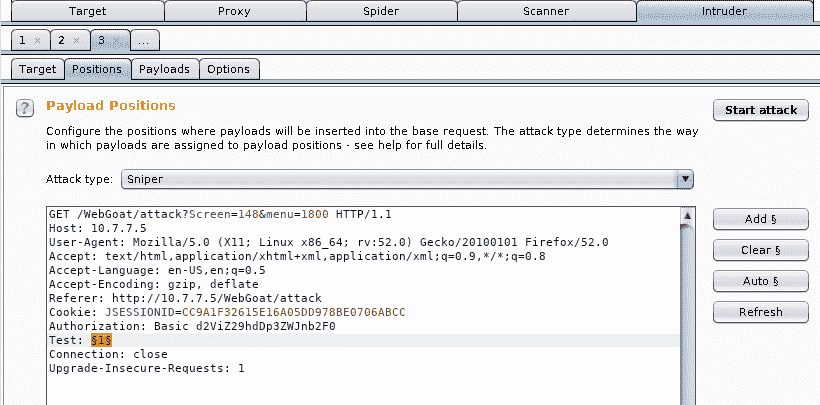 Target Proxy Spider Scanner Intruder
1 × 2 × 3 × ...
Target Positions Payloads Options
? Payload Positions Start attack
Configure the positions where payloads will be inserted into the base request. The attack type determines the way
in which payloads are assigned to payload positions - see help for full details.
Attack type: Sniper
GET /WebGoat/attack?Screen=148&menu=1800 HTTP/1.1
Host: 10.7.7.5
User-Agent: Mozilla/5.0 (X11; Linux x86_64; rv:52.0) Gecko/20100101 Firefox/52.0
Accept: text/html,application/xhtml+xml,application/xml;q=0.9,*/*;q=0.8
Accept-Language: en-US,en;q=0.5
Accept-Encoding: gzip, deflate
Referer: http://10.7.7.5/WebGoat/attack
Cookie: JSESSIONID=CC9A1F32615E16A05DD978BE0706ABCC
Authorization: Basic d2ViZ29hdDp3ZWJnb2F0
Test: §1§
Connection: close
Upgrade-Insecure-Requests: 1
Add §
Clear §
Auto §
Refresh